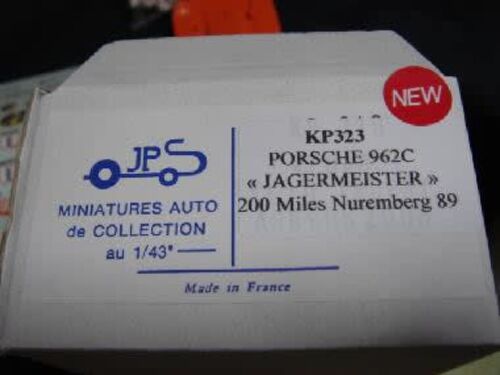 NEW
JPS
MINIATURES AUTO
de COLLECTION
au 1/43e
KP323
PORSCHE 962C
« JAGERMEISTER »
200 Miles Nuremberg 89
Made in France